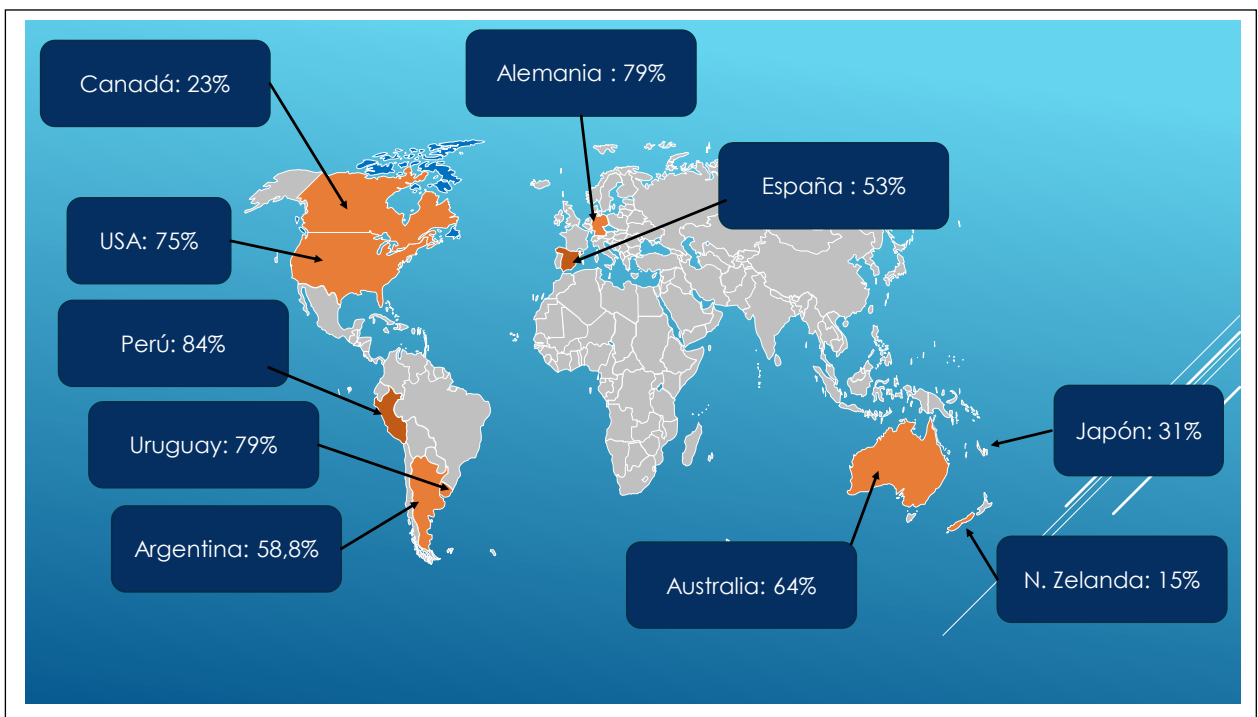 Canadá: 23%
Alemania : 79%
España : 53%
USA: 75%
Perú: 84%
Uruguay: 79%
Japón: 31%
Argentina: 58,8%
Australia: 64%
N. Zelanda: 15%